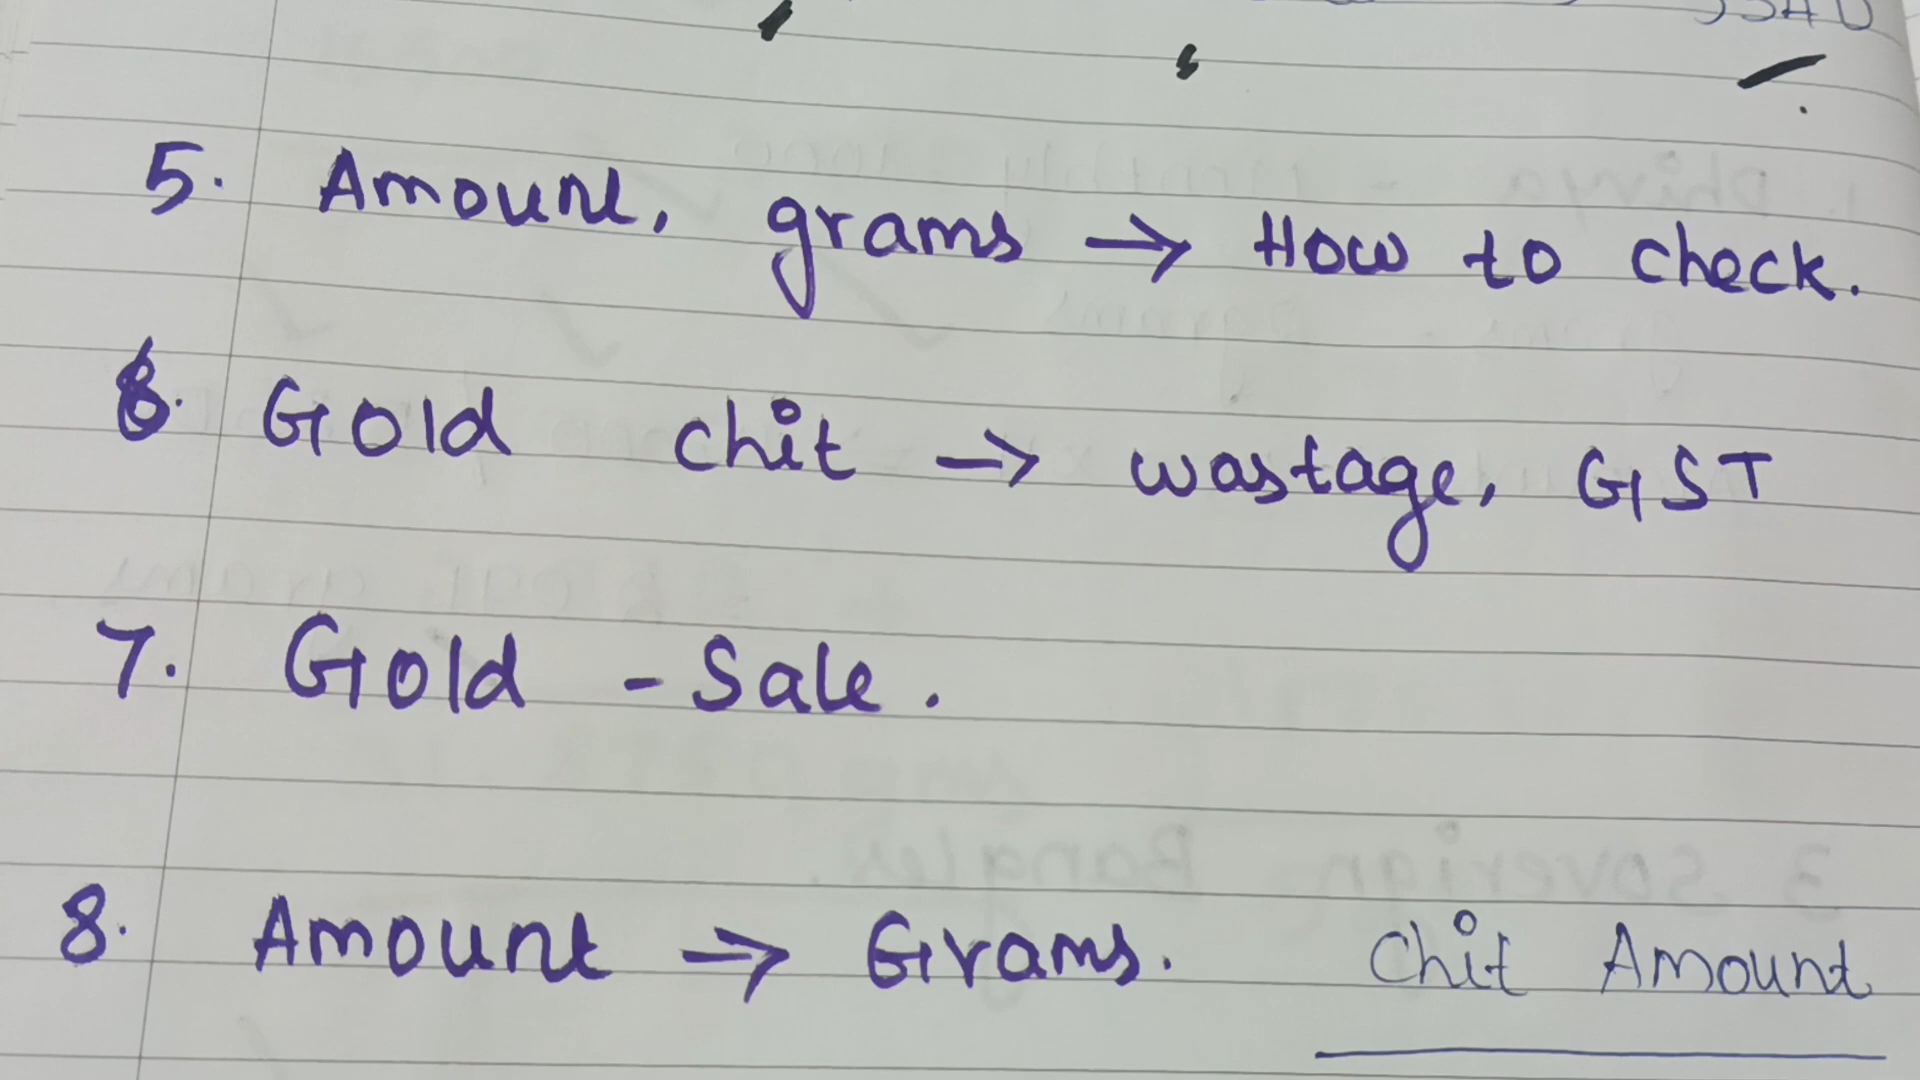 5. Amount, grams → How to check.
6. Gold chit → wastage, GST
7. Gold - Sale.
8. Amount → Grams. Chit Amount